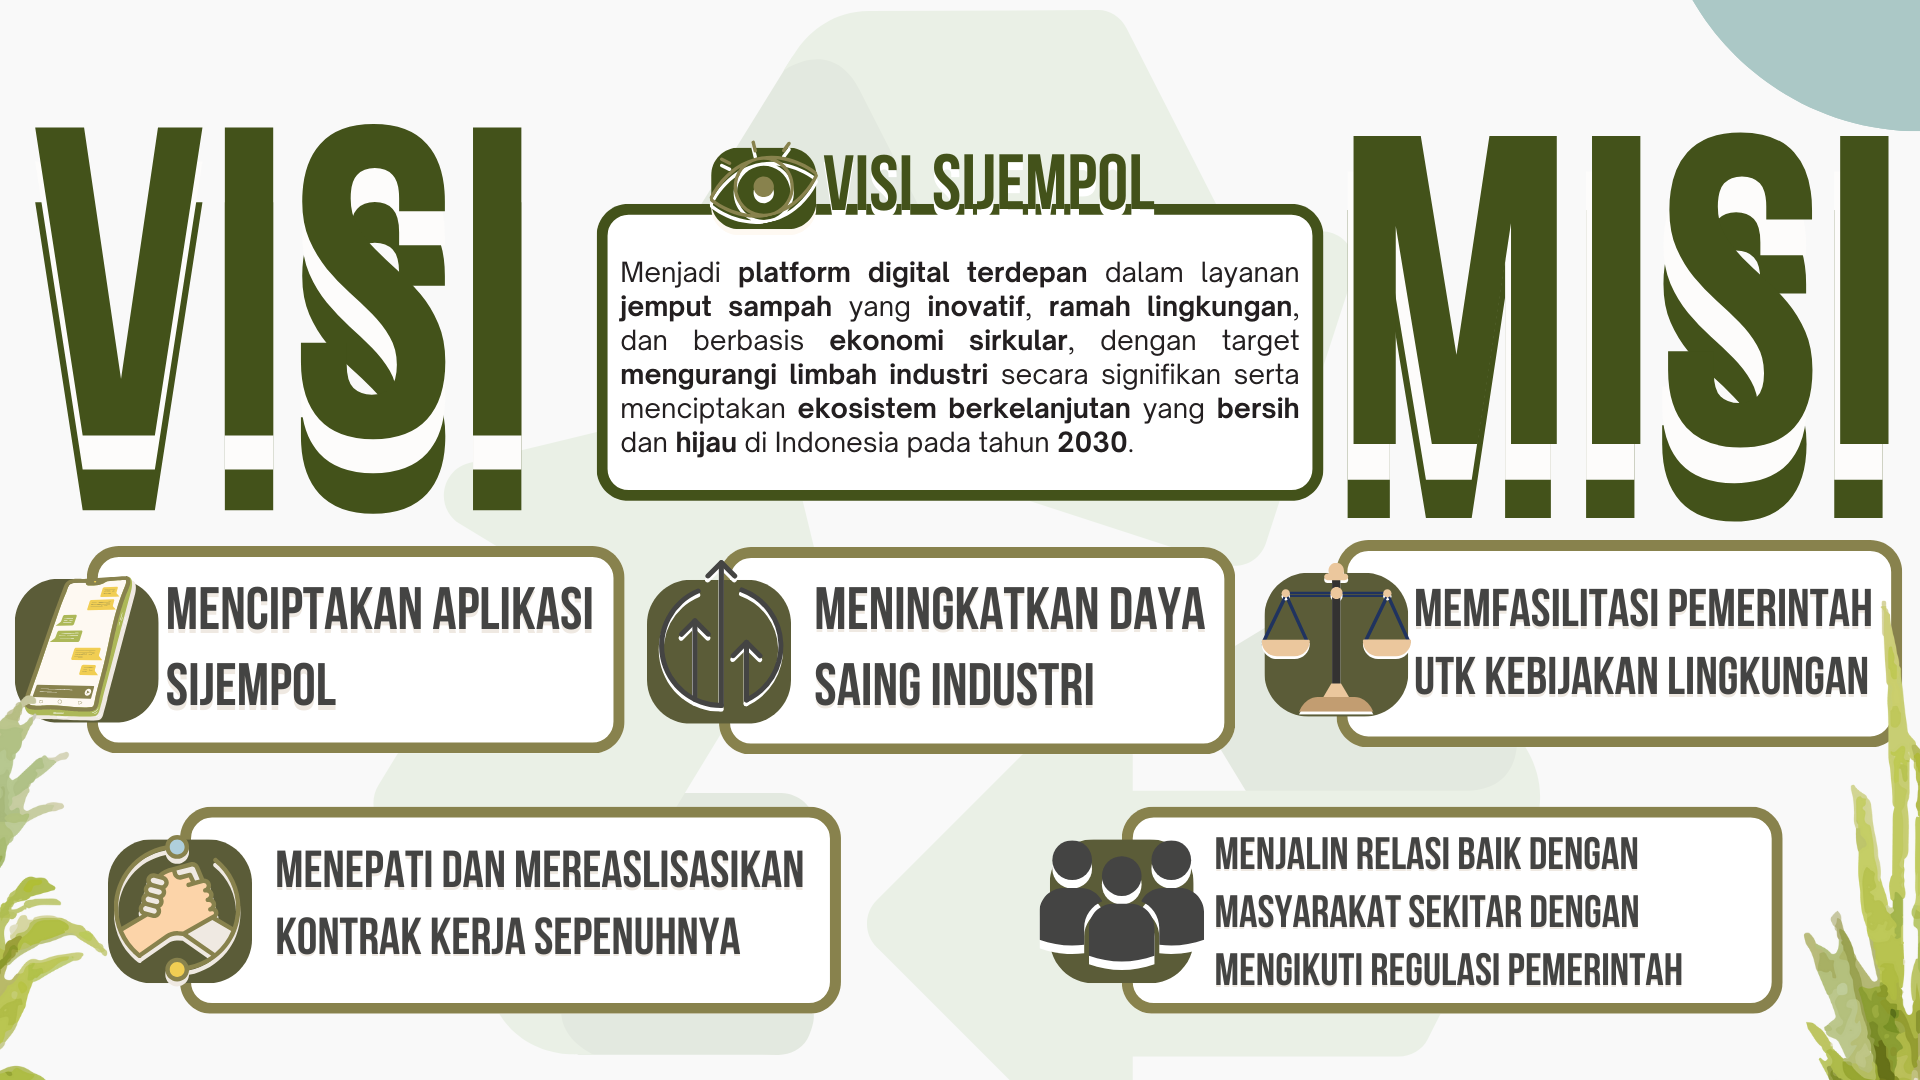 VISI
MISI
VISI SIJEMPOL
Menjadi platform digital terdepan dalam layanan
jemput sampah yang inovatif, ramah lingkungan,
dan berbasis ekonomi sirkular, dengan target
mengurangi limbah industri secara signifikan serta
menciptakan ekosistem berkelanjutan yang bersih
dan hijau di Indonesia pada tahun 2030.
MENCIPTAKAN APLIKASI
SIJEMPOL
MENINGKATKAN DAYA
SAING INDUSTRI
MEMFASILITASI PEMERINTAH
UTK KEBIJAKAN LINGKUNGAN
MENEPATI DAN MEREASLISASIKAN
KONTRAK KERJA SEPENUHNYA
MENJALIN RELASI BAIK DENGAN
MASYARAKAT SEKITAR DENGAN
MENGIKUTI REGULASI PEMERINTAH